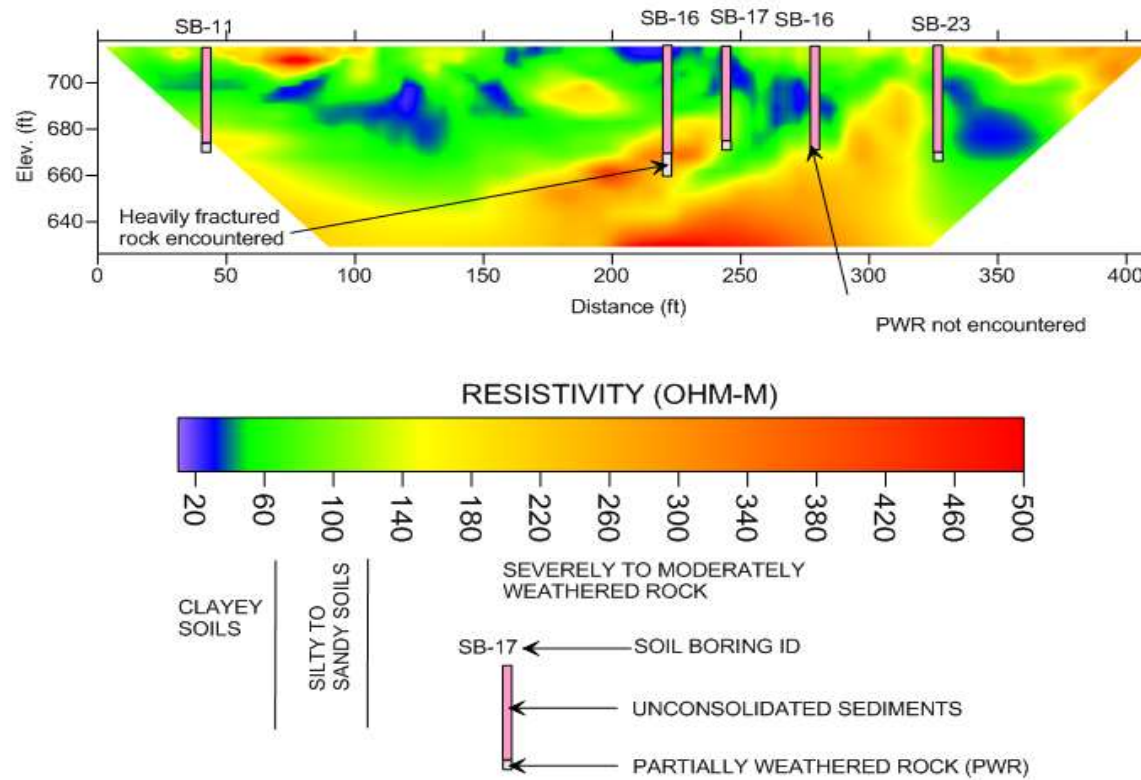 SB-11
SB-16
SB-17
SB-16
SB-23
Elev. (ft)
700
680
660
640
Heavily fractured
rock encountered
0
50
100
150
200
250
300
350
400
Distance (ft)
PWR not encountered
RESISTIVITY (OHM-M)
20
60
100
140
180
220
260
300
340
380
420
460
500
CLAYEY
SOILS
SILTY TO
SANDY SOILS
SEVERELY TO MODERATELY
WEATHERED ROCK
SB-17
SOIL BORING ID
UNCONSOLIDATED SEDIMENTS
PARTIALLY WEATHERED ROCK (PWR)